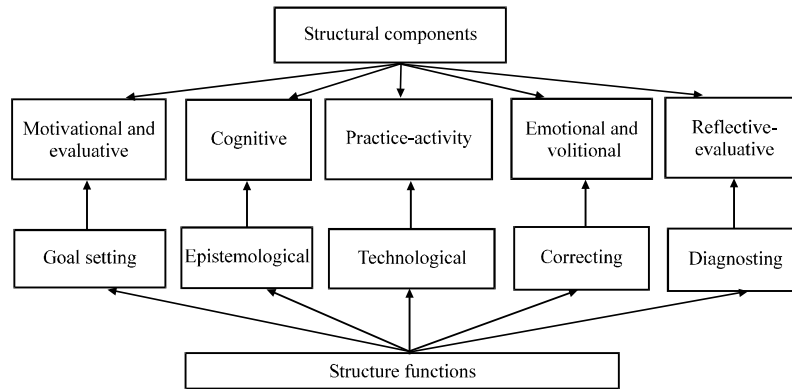 Structural components
Motivational and
evaluative
Cognitive
Practice-activity
Emotional and
volitional
Reflective-
evaluative
Goal setting
Epistemological
Technological
Correcting
Diagnosting
Structure functions